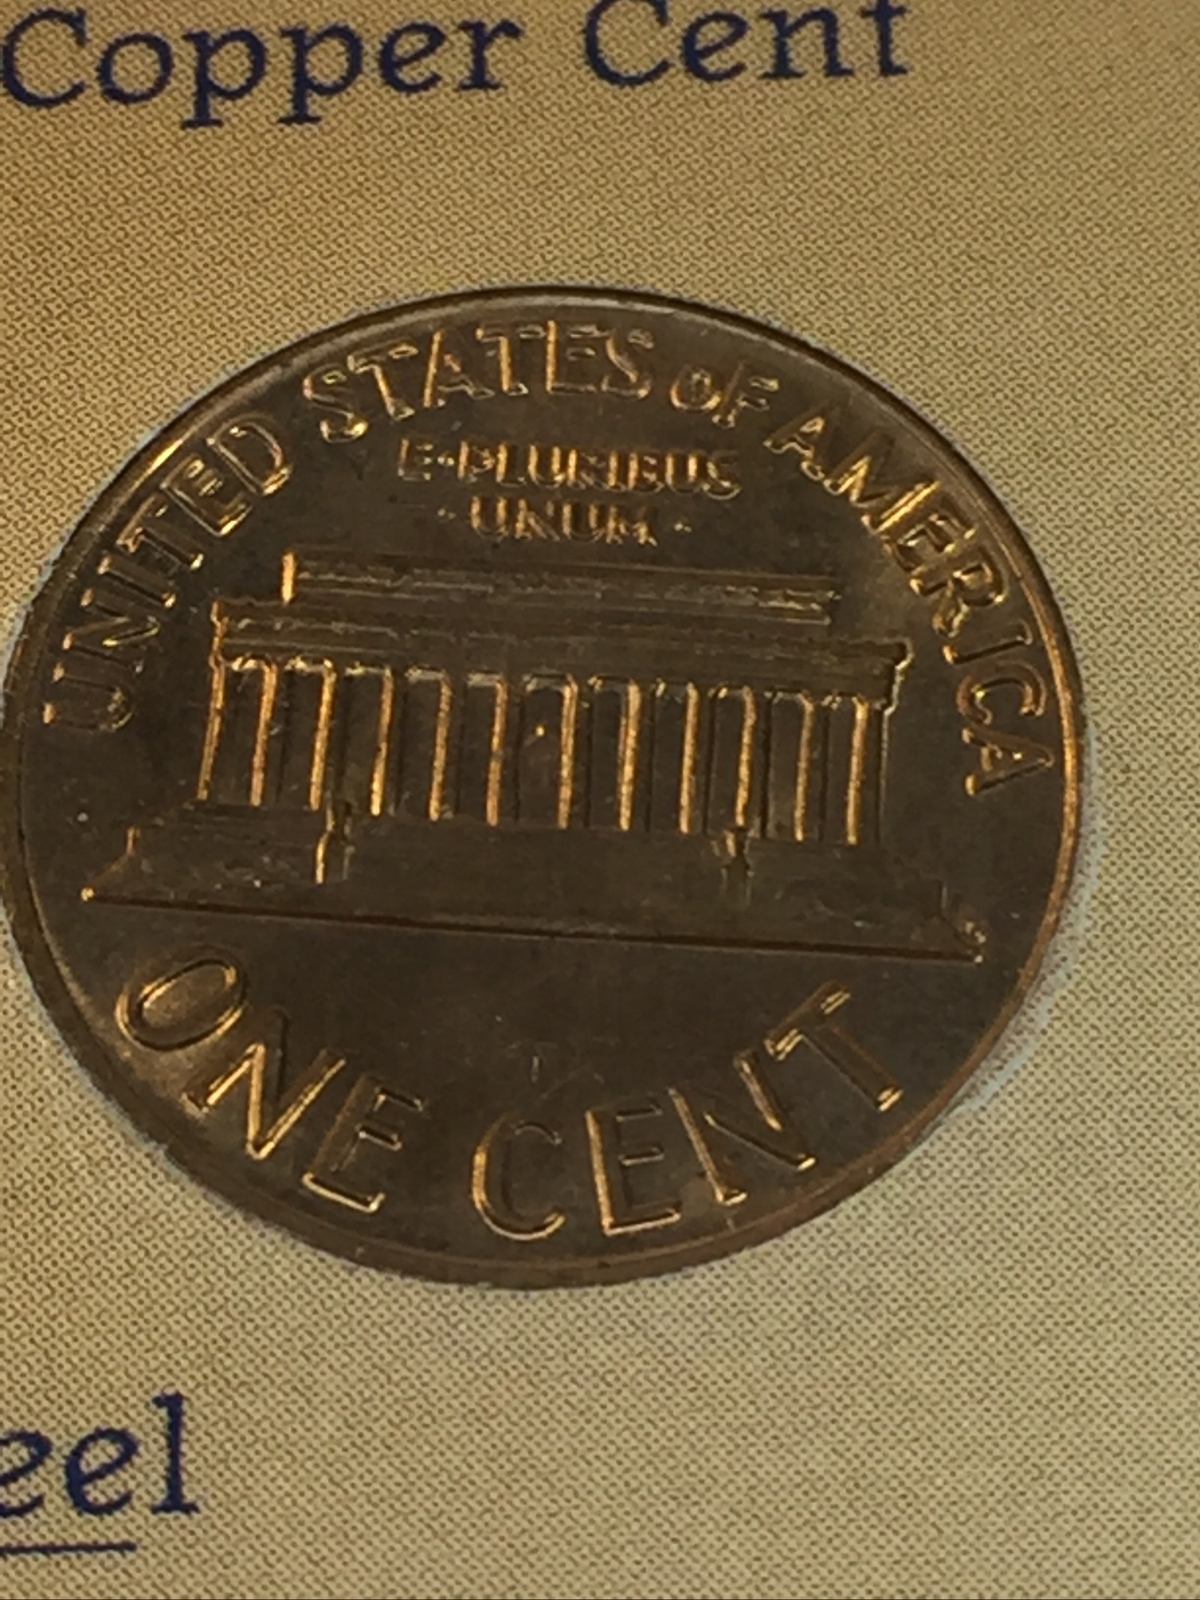 Copper Cent
UNITED STATES oF AMERICA
E·PLURIBUS
·UNUM·
ONE CENT
eel